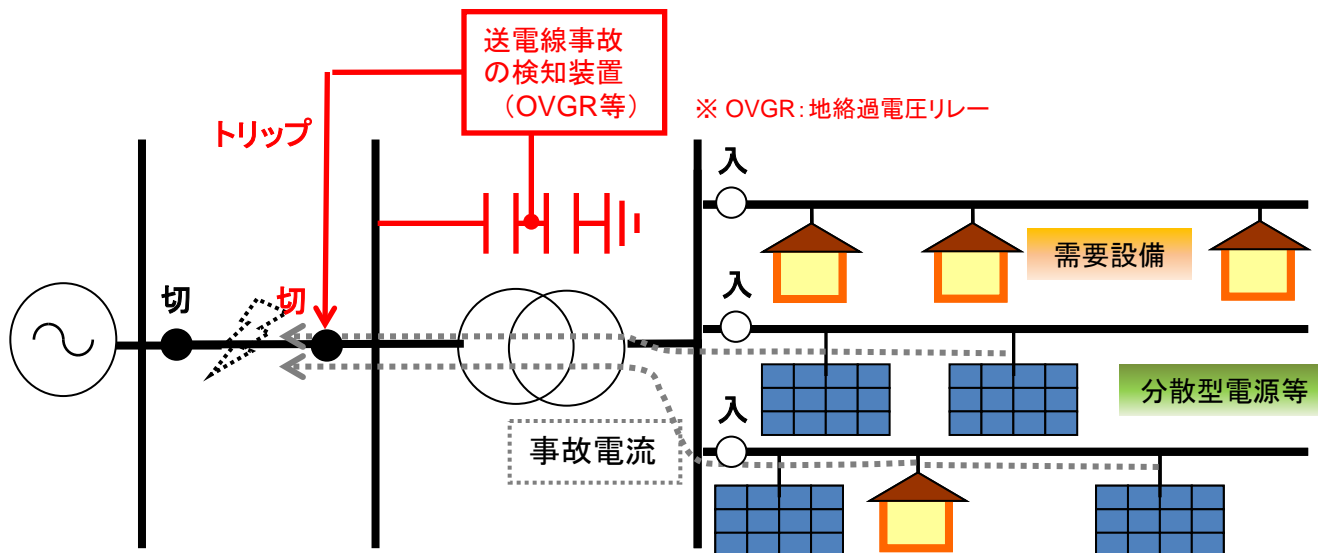 送電線事故
の検知装置
（OVGR等）
※ OVGR：地絡過電圧リレー
トリップ
入
需要設備
切
切
入
分散型電源等
入
事故電流